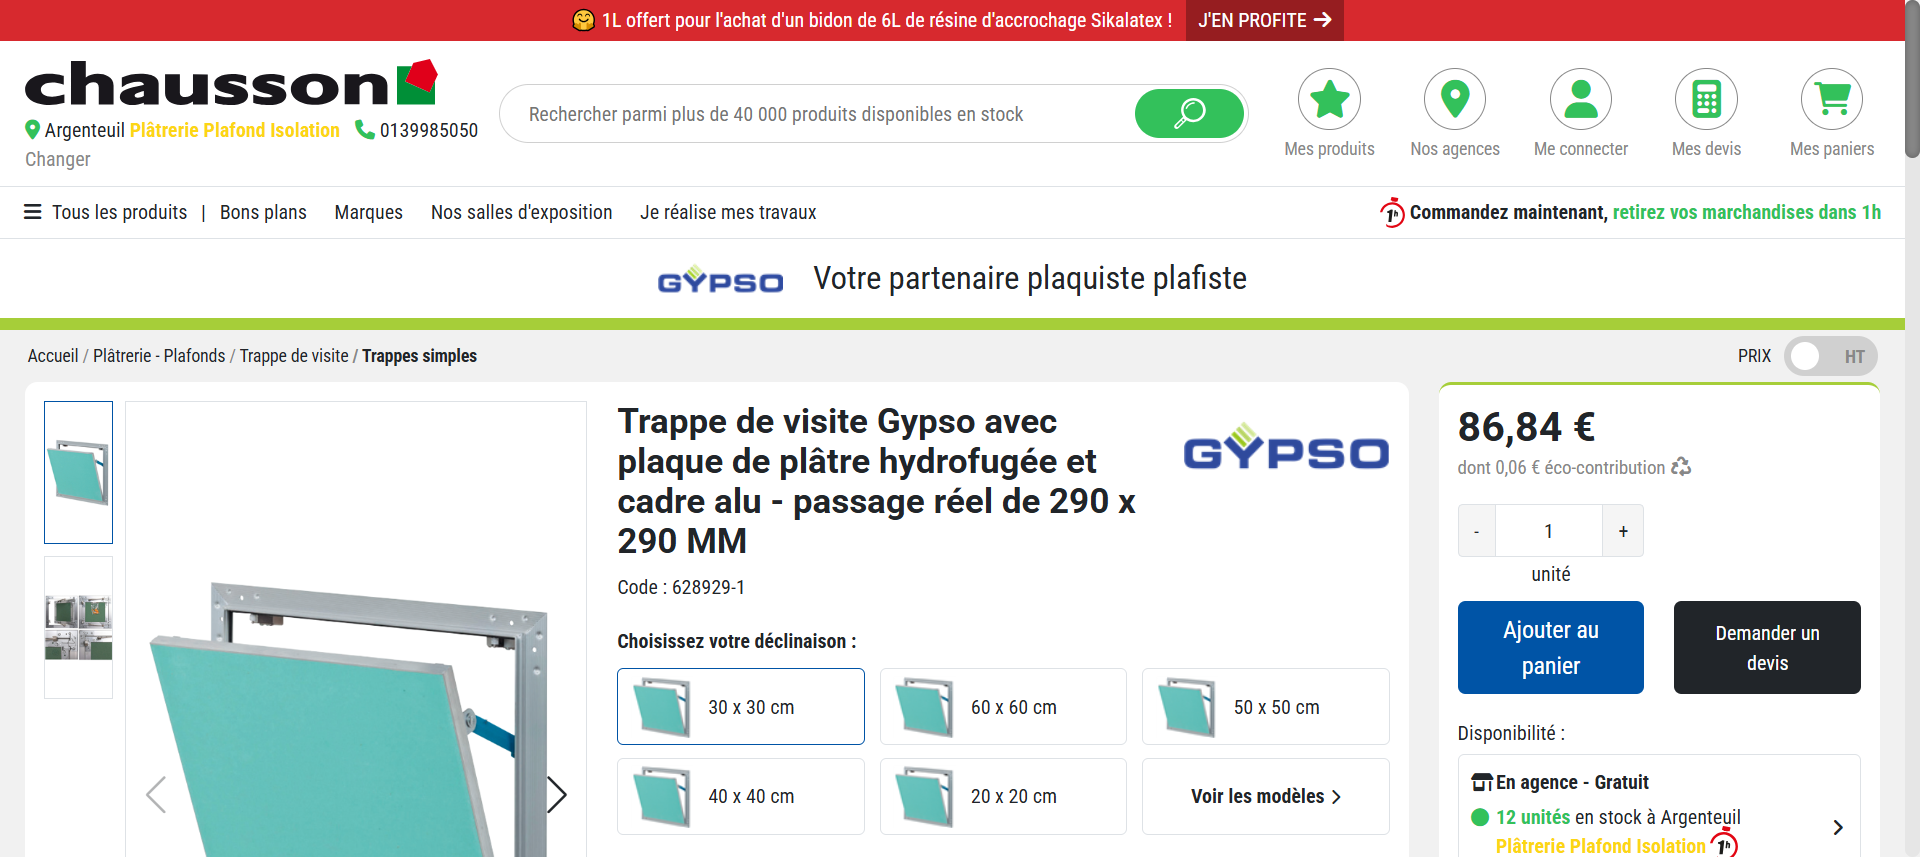 1L offert pour l'achat d'un bidon de 6L de résine d'accrochage Sikalatex ! J'EN PROFITE
chausson
Argenteuil Plâtrerie Plafond Isolation 0139985050
Changer
Rechercher parmi plus de 40 000 produits disponibles en stock
Mes produits
Nos agences
Me connecter
Mes devis
Mes paniers
Tous les produits | Bons plans Marques Nos salles d'exposition Je réalise mes travaux
1h Commandez maintenant, retirez vos marchandises dans 1h
GYPSO Votre partenaire plaquiste plafiste
Accueil / Plâtrerie - Plafonds / Trappe de visite / Trappes simples
PRIX HT
Trappe de visite Gypso avec
plaque de plâtre hydrofugée et
cadre alu - passage réel de 290 x
290 MM
GYPSO
Code : 628929-1
Choisissez votre déclinaison :
30 x 30 cm
60 x 60 cm
50 x 50 cm
40 x 40 cm
20 x 20 cm
Voir les modèles
86,84 €
dont 0,06 € éco-contribution
- 1 +
unité
Ajouter au
panier
Demander un
devis
Disponibilité :
En agence - Gratuit
12 unités en stock à Argenteuil
Plâtrerie Plafond Isolation 1h